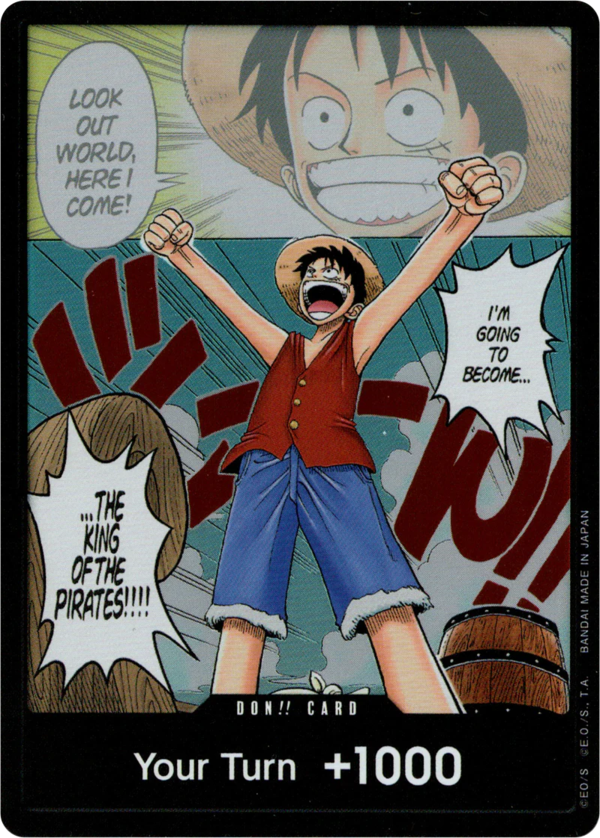 LOOK
OUT
WORLD,
HERE I
COME!
I'M
GOING
TO
BECOME...
...THE
KING
OF THE
PIRATES!!!!
DON!! CARD
Your Turn +1000
©EO/S ©E.O./S., T.A. BANDAI MADE IN JAPAN